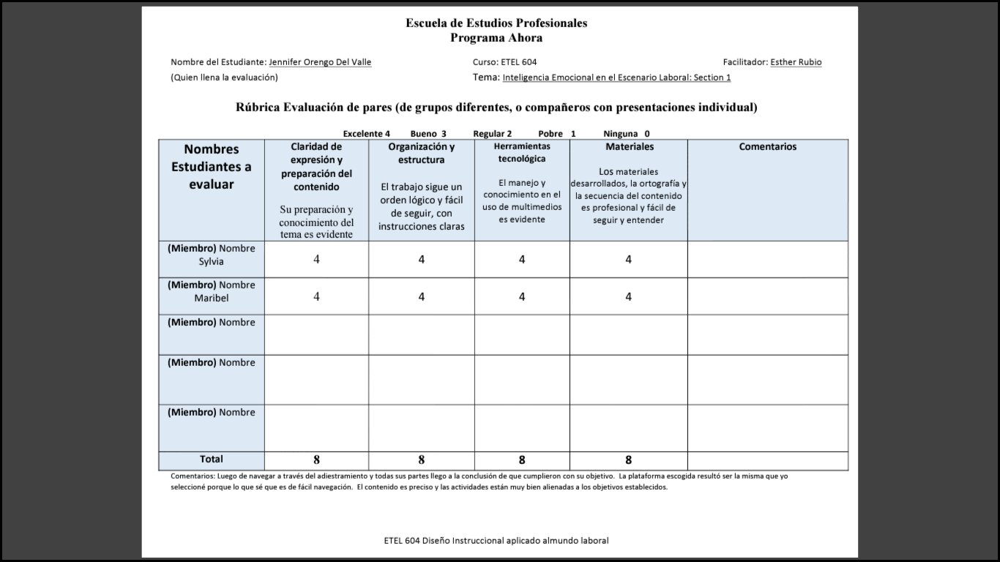 Escuela de Estudios Profesionales
Programa Ahora
Nombre del Estudiante: Jennifer Orengo Del Valle Curso: ETEL 604 Facilitador: Esther Rubio
(Quien llena la evaluación) Tema: Inteligencia Emocional en el Escenario Laboral: Section 1
Rúbrica Evaluación de pares (de grupos diferentes, o compañeros con presentaciones individual)
Excelente 4 Bueno 3 Regular 2 Pobre 1 Ninguna 0
Nombres
Estudiantes a
evaluar
Claridad de
expresión y
preparación del
contenido
Su preparación y
conocimiento del
tema es evidente
Organización y
estructura
El trabajo sigue un
orden lógico y fácil
de seguir, con
instrucciones claras
Herramientas
tecnológica
El manejo y
conocimiento en el
uso de multimedios
es evidente
Materiales
Los materiales
desarrollados, la ortografía y
la secuencia del contenido
es profesional y fácil de
seguir y entender
Comentarios
(Miembro) Nombre
Sylvia
4 4 4 4
(Miembro) Nombre
Maribel
4 4 4 4
(Miembro) Nombre
(Miembro) Nombre
(Miembro) Nombre
Total 8 8 8 8
Comentarios: Luego de navegar a través del adiestramiento y todas sus partes llego a la conclusión de que cumplieron con su objetivo. La plataforma escogida resultó ser la misma que yo
seleccioné porque lo que sé que es de fácil navegación. El contenido es preciso y las actividades están muy bien alienadas a los objetivos establecidos.
ETEL 604 Diseño Instruccional aplicado almundo laboral